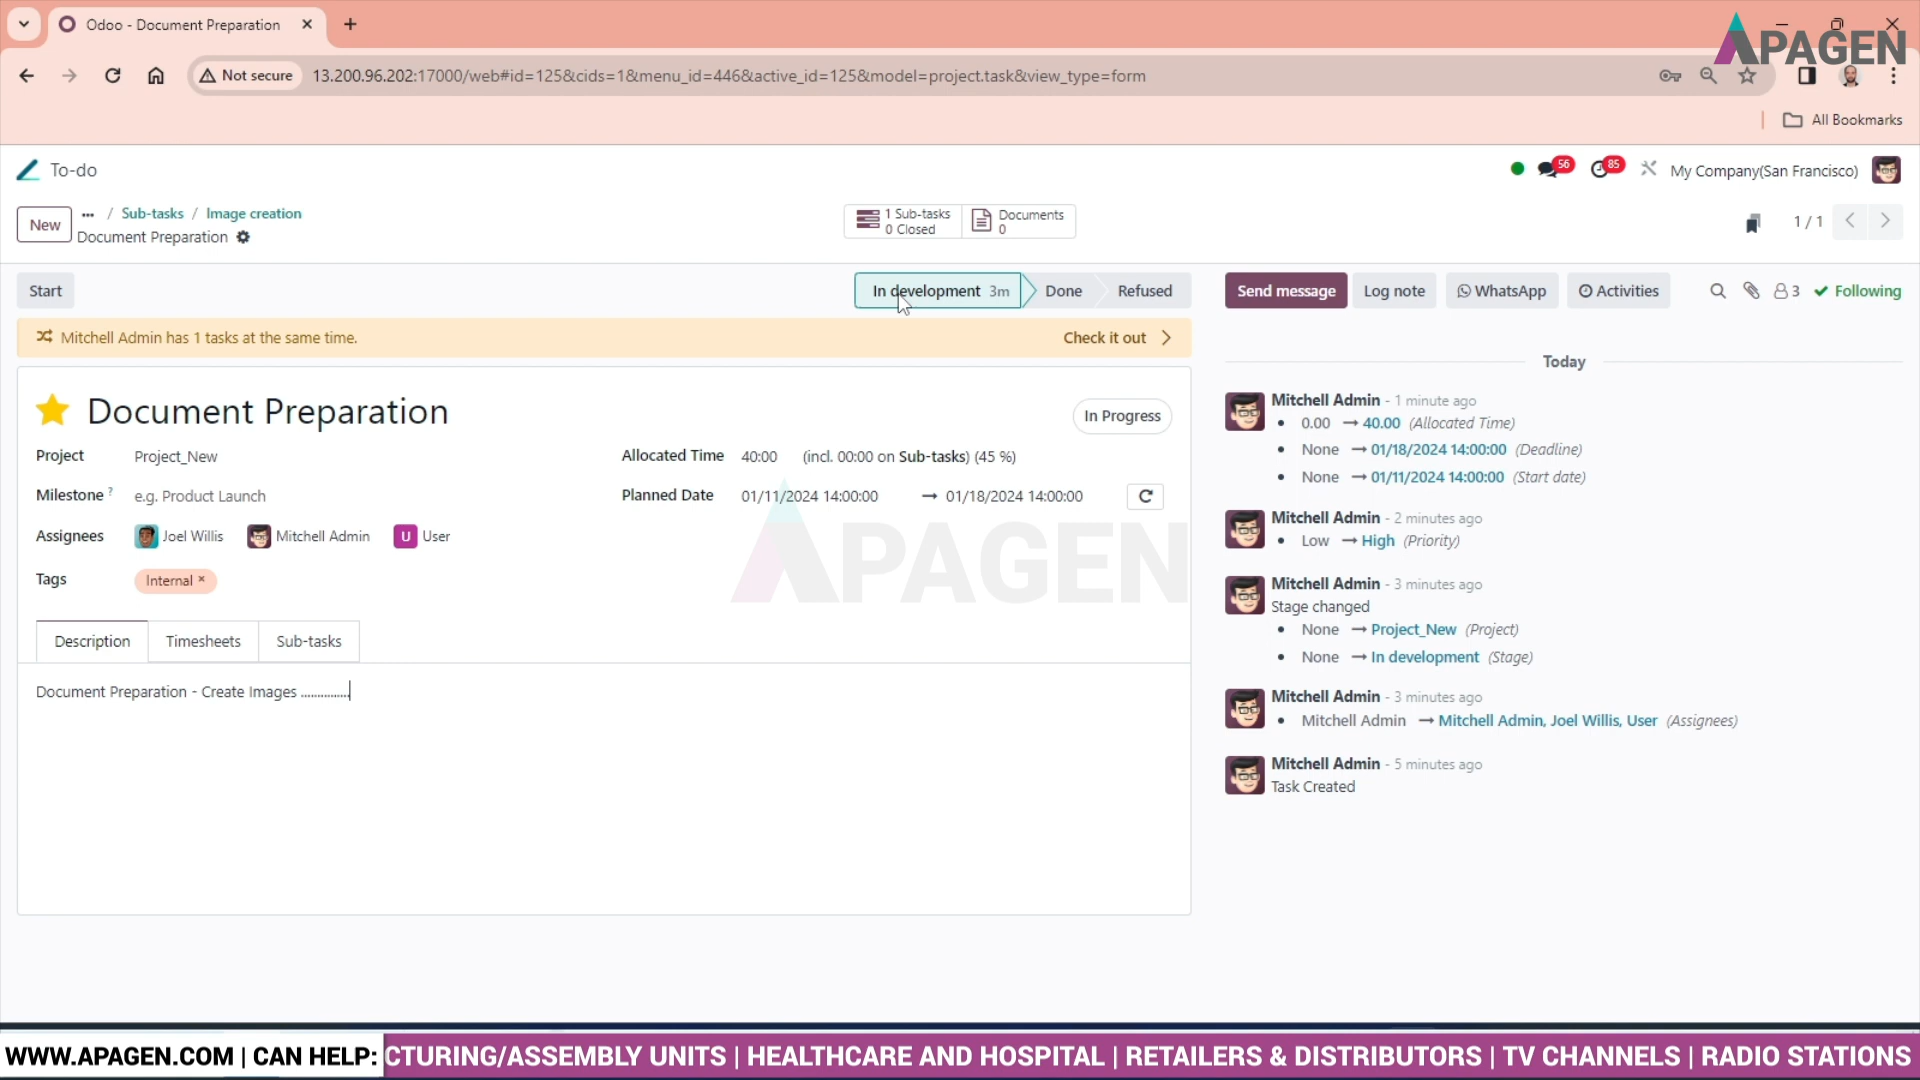 Odoo - Document Preparation
APAGEN
Not secure
13.200.96.202:17000/web#id=125&cids=1&menu_id=446&active_id=125&model=project.task&view_type=form
All Bookmarks
To-do
56
85
My Company(San Francisco)
New
... / Sub-tasks / Image creation
Document Preparation
1 Sub-tasks
0 Closed
Documents
0
1 / 1
Start
In development 3m
Done
Refused
Send message
Log note
WhatsApp
Activities
3
Following
Mitchell Admin has 1 tasks at the same time.
Check it out
Document Preparation
In Progress
Project
Project_New
Milestone ?
e.g. Product Launch
Assignees
Joel Willis
Mitchell Admin
U User
Tags
Internal ×
Allocated Time
40:00 (incl. 00:00 on Sub-tasks) (45 %)
Planned Date
01/11/2024 14:00:00 → 01/18/2024 14:00:00
APAGEN
Description
Timesheets
Sub-tasks
Document Preparation - Create Images ...............
Today
Mitchell Admin - 1 minute ago
• 0.00 → 40.00 (Allocated Time)
• None → 01/18/2024 14:00:00 (Deadline)
• None → 01/11/2024 14:00:00 (Start date)
Mitchell Admin - 2 minutes ago
• Low → High (Priority)
Mitchell Admin - 3 minutes ago
Stage changed
• None → Project_New (Project)
• None → In development (Stage)
Mitchell Admin - 3 minutes ago
• Mitchell Admin → Mitchell Admin, Joel Willis, User (Assignees)
Mitchell Admin - 5 minutes ago
Task Created
WWW.APAGEN.COM | CAN HELP: CTURING/ASSEMBLY UNITS | HEALTHCARE AND HOSPITAL | RETAILERS & DISTRIBUTORS | TV CHANNELS | RADIO STATIONS